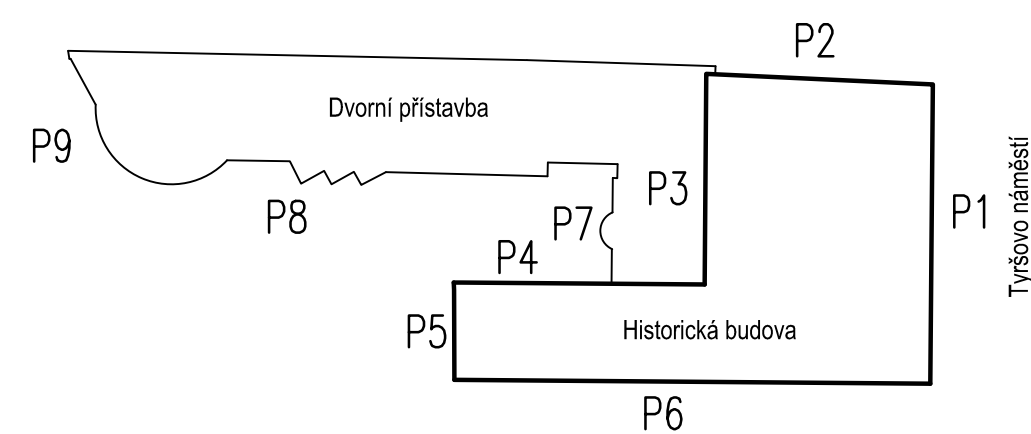 P2
Dvorní přístavba
P9
P3
P8
P7
P1
Tyršovo náměstí
P4
P5
Historická budova
P6